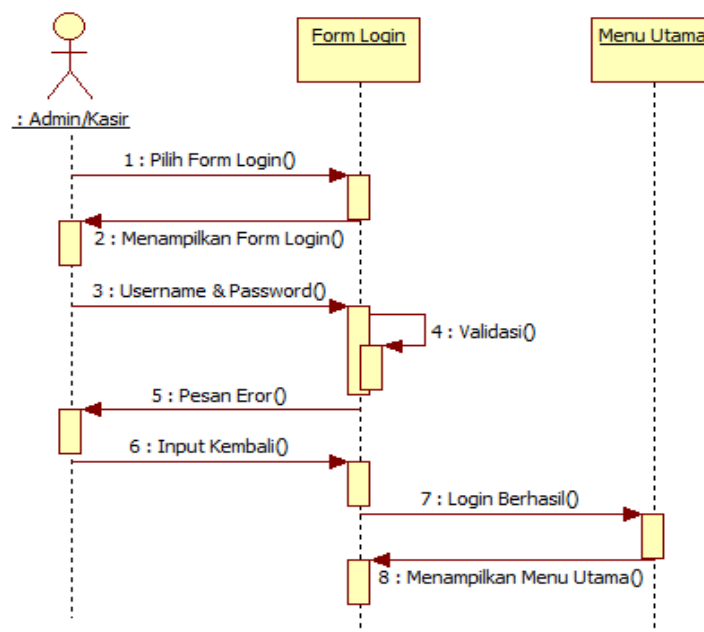 Form Login
Menu Utama
: Admin/Kasir
1 : Pilih Form Login()
2 : Menampilkan Form Login()
3 : Username & Password()
4 : Validasi()
5 : Pesan Eror()
6 : Input Kembali()
7 : Login Berhasil()
8 : Menampilkan Menu Utama()